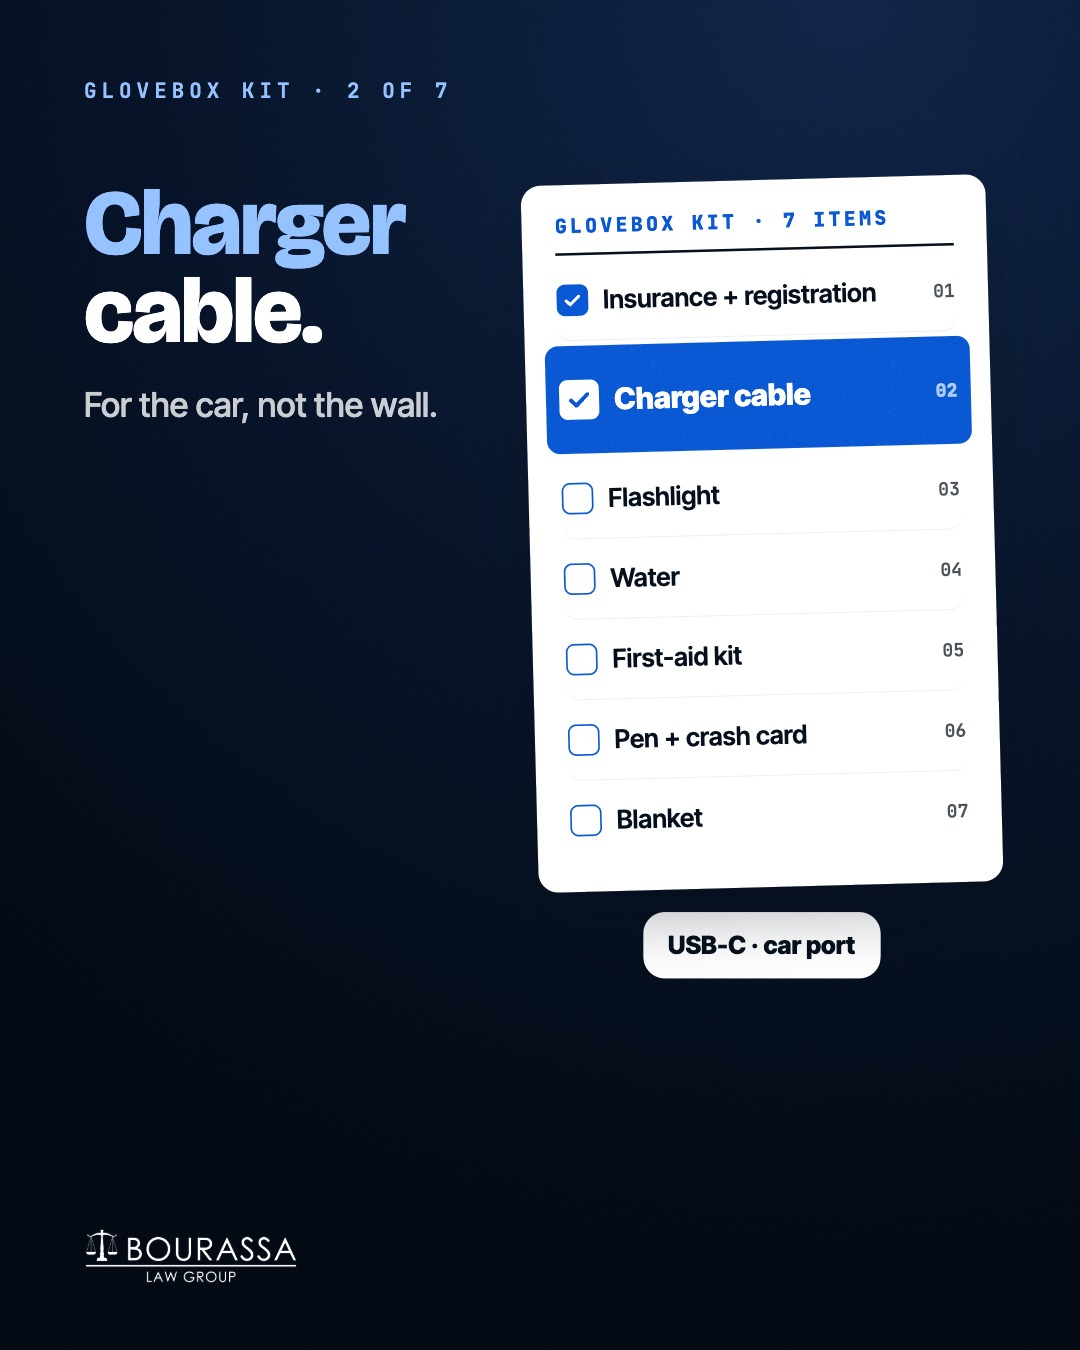 GLOVEBOX KIT · 2 OF 7
Charger
cable.
For the car, not the wall.
GLOVEBOX KIT · 7 ITEMS
Insurance + registration 01
Charger cable 02
Flashlight 03
Water 04
First-aid kit 05
Pen + crash card 06
Blanket 07
USB-C · car port
BOURASSA
LAW GROUP